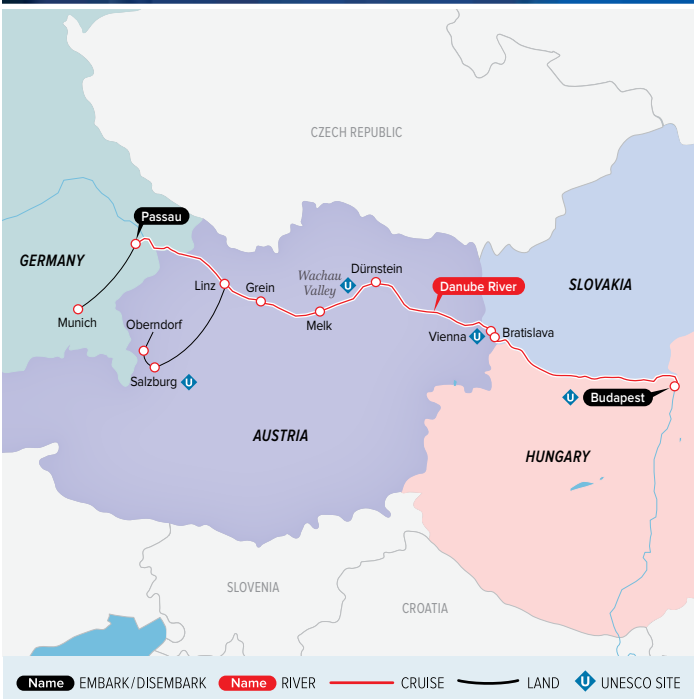 CZECH REPUBLIC
Passau
GERMANY
Munich
Linz
Grein
Wachau
Valley
U
Dürnstein
Melk
Danube River
SLOVAKIA
Oberndorf
Salzburg U
Vienna U
Bratislava
U Budapest
AUSTRIA
HUNGARY
SLOVENIA
CROATIA
Name EMBARK/DISEMBARK Name RIVER CRUISE LAND U UNESCO SITE